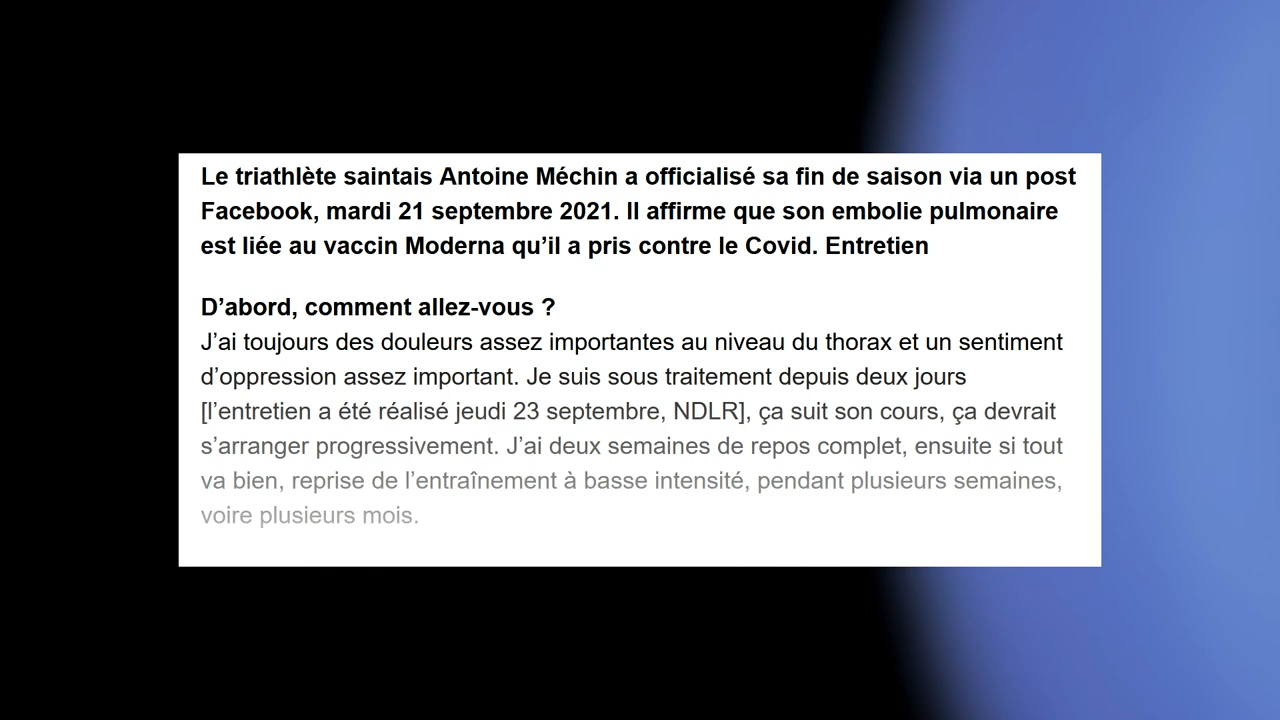 Le triathlète saintais Antoine Méchin a officialisé sa fin de saison via un post
Facebook, mardi 21 septembre 2021. Il affirme que son embolie pulmonaire
est liée au vaccin Moderna qu’il a pris contre le Covid. Entretien
D’abord, comment allez-vous ?
J’ai toujours des douleurs assez importantes au niveau du thorax et un sentiment
d’oppression assez important. Je suis sous traitement depuis deux jours
[l’entretien a été réalisé jeudi 23 septembre, NDLR], ça suit son cours, ça devrait
s’arranger progressivement. J’ai deux semaines de repos complet, ensuite si tout
va bien, reprise de l’entraînement à basse intensité, pendant plusieurs semaines,
voire plusieurs mois.